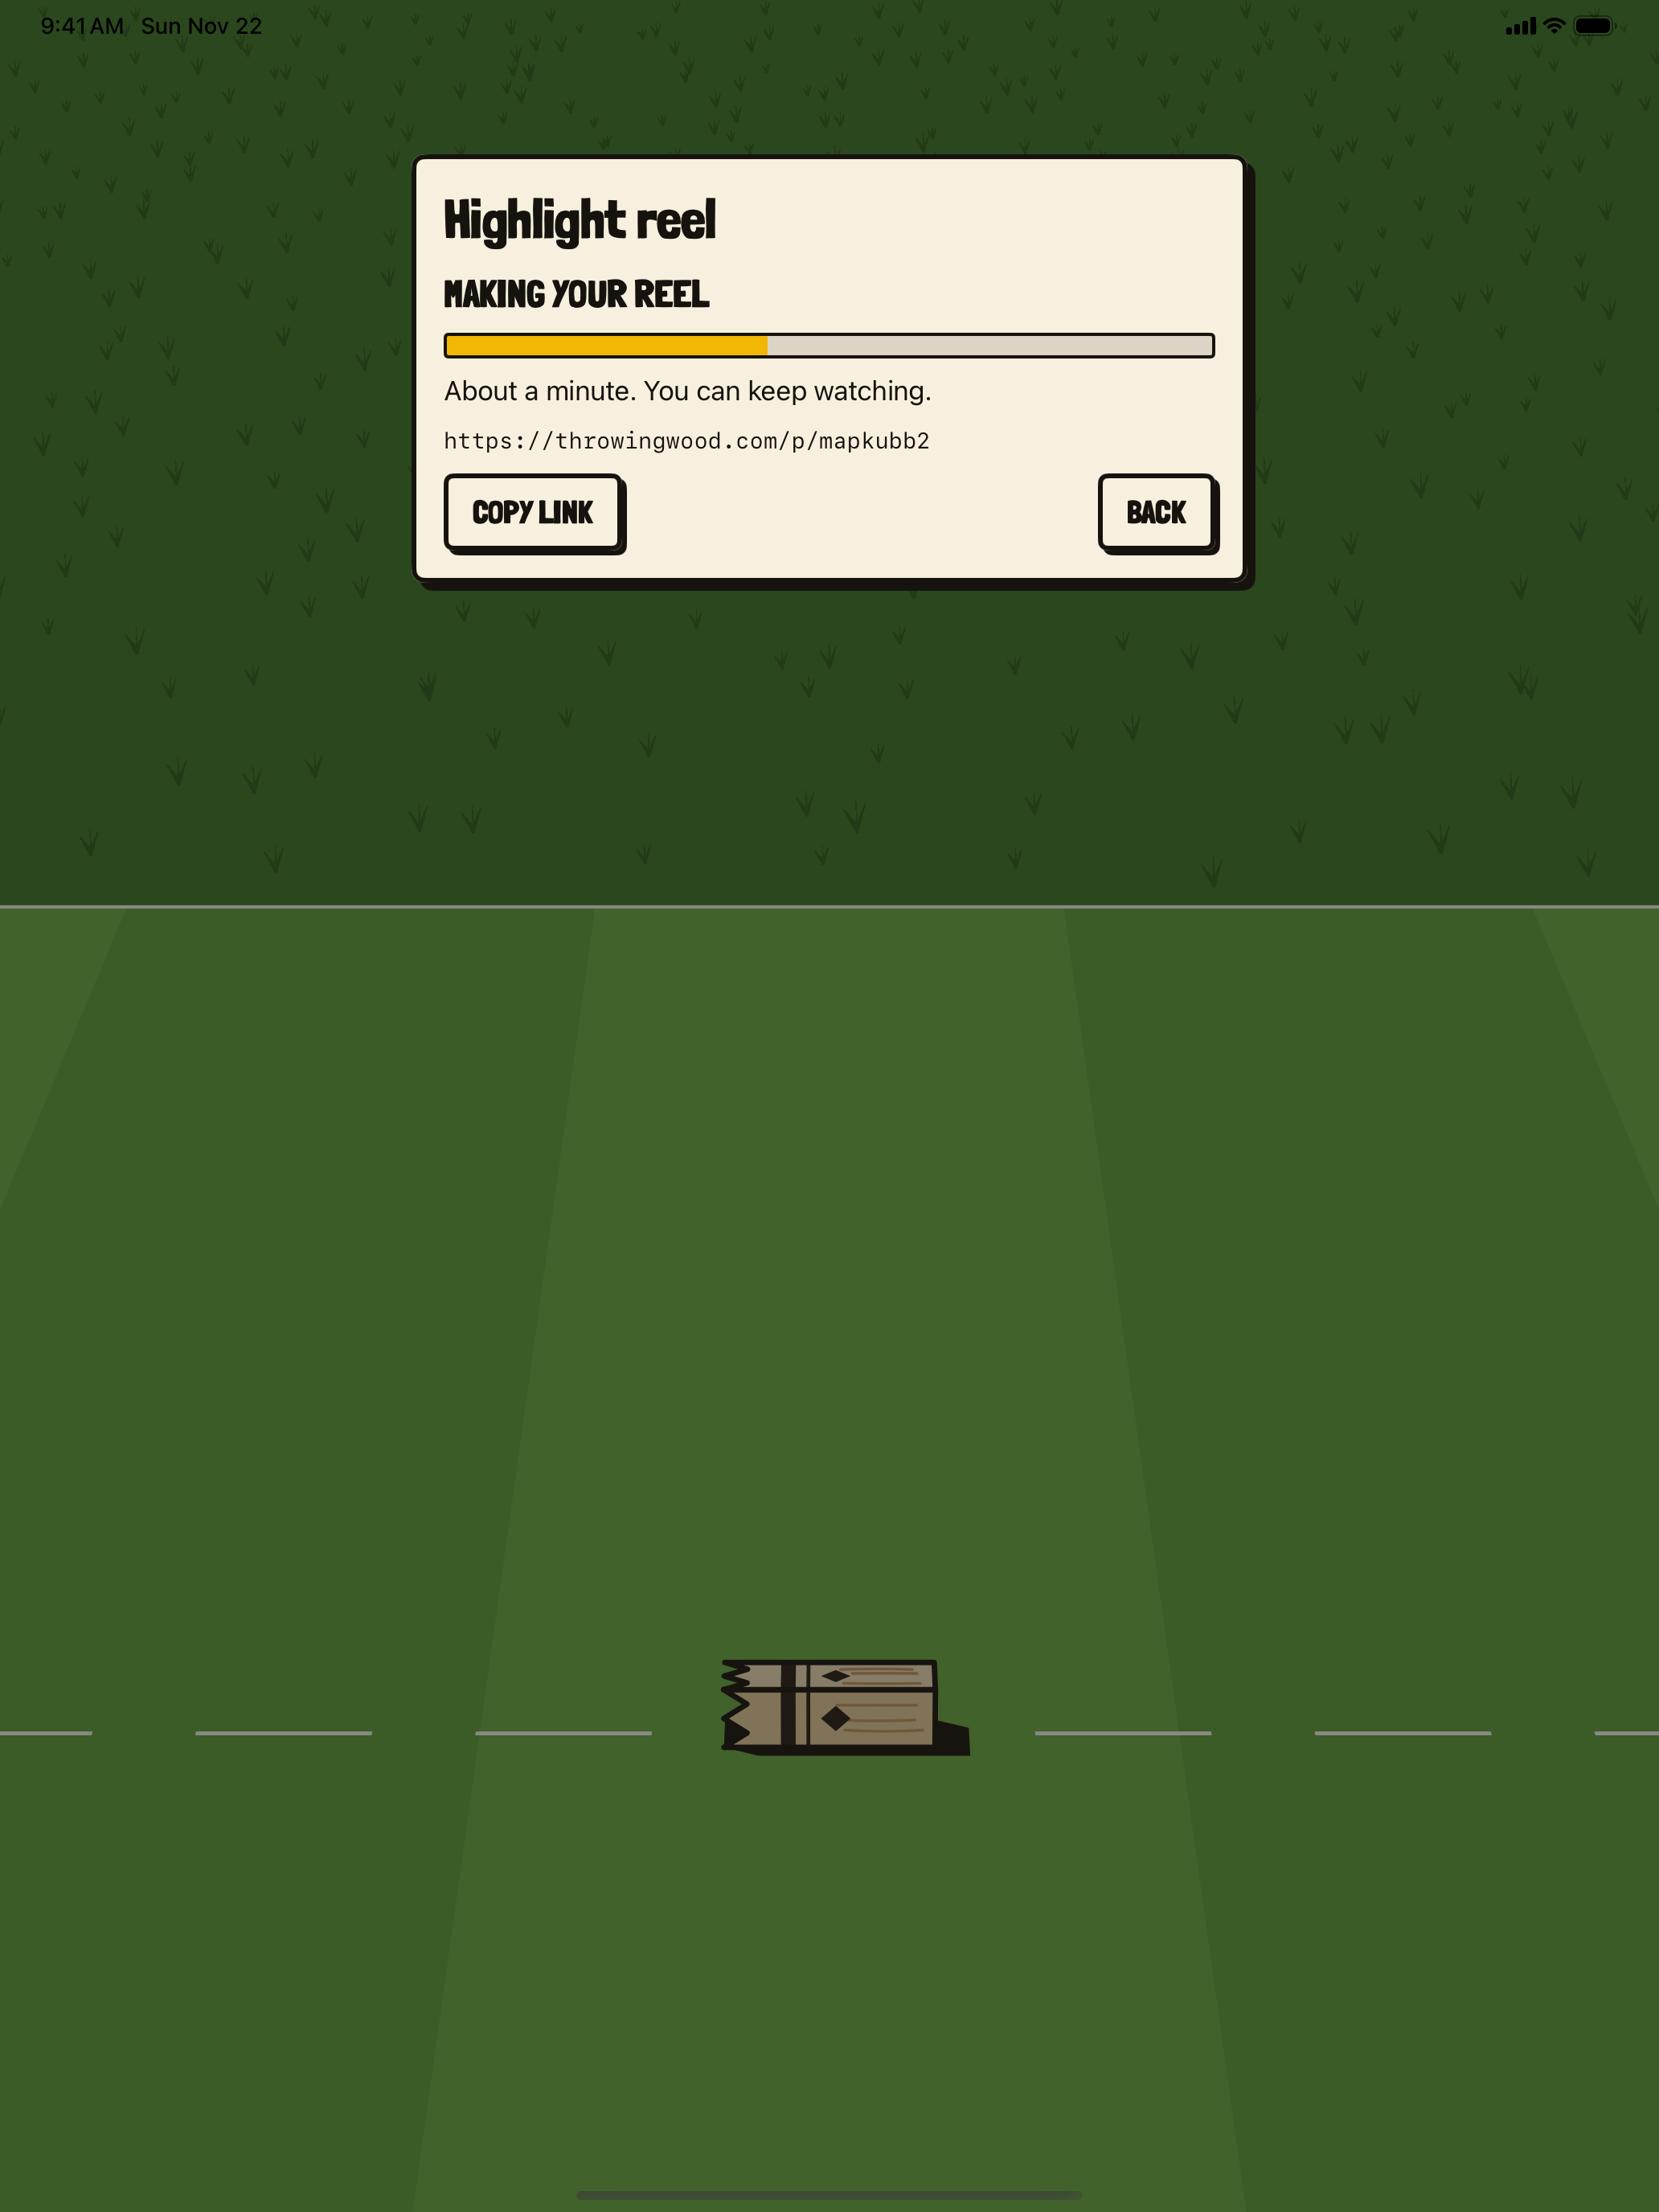 9:41 AM Sun Nov 22
Highlight reel
MAKING YOUR REEL
About a minute. You can keep watching.
https://throwingwood.com/p/mapkubb2
COPY LINK
BACK